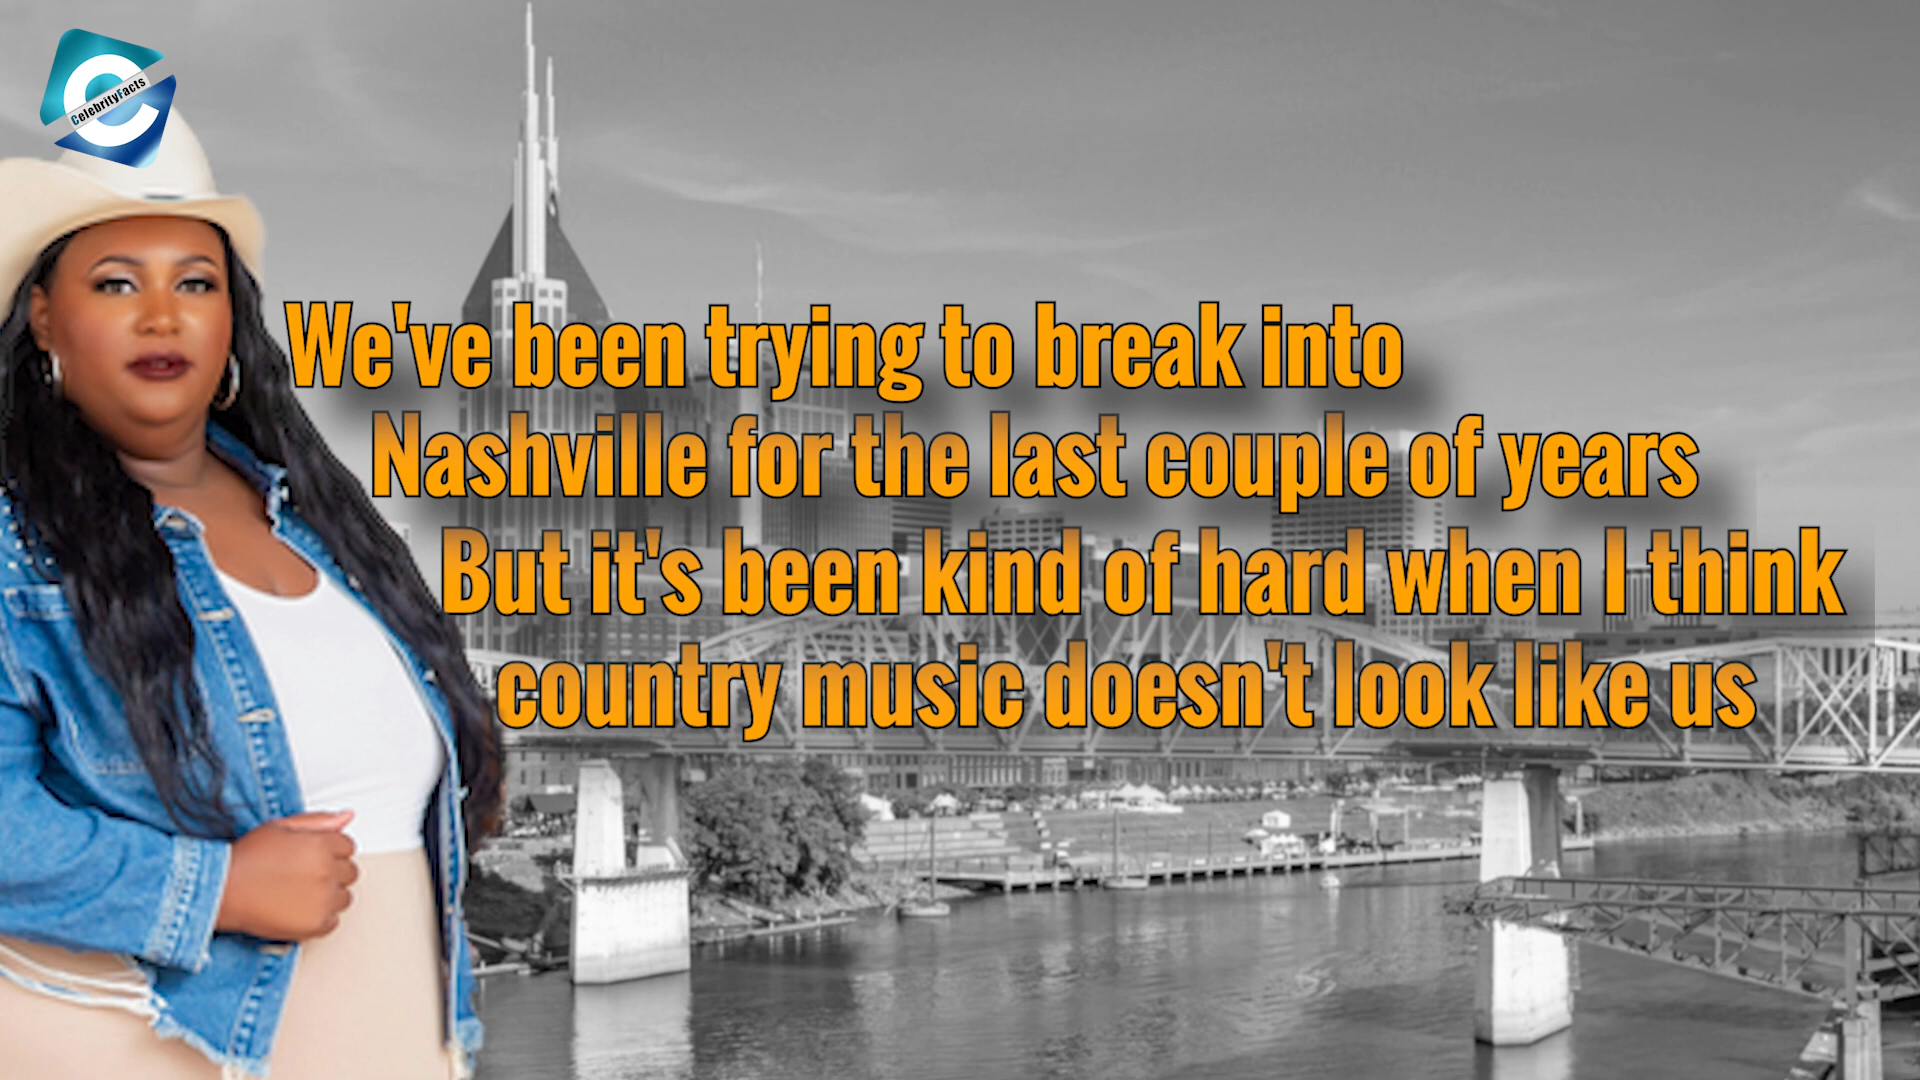 CelebrityFacts
We've been trying to break into
Nashville for the last couple of years
But it's been kind of hard when I think
country music doesn't look like us